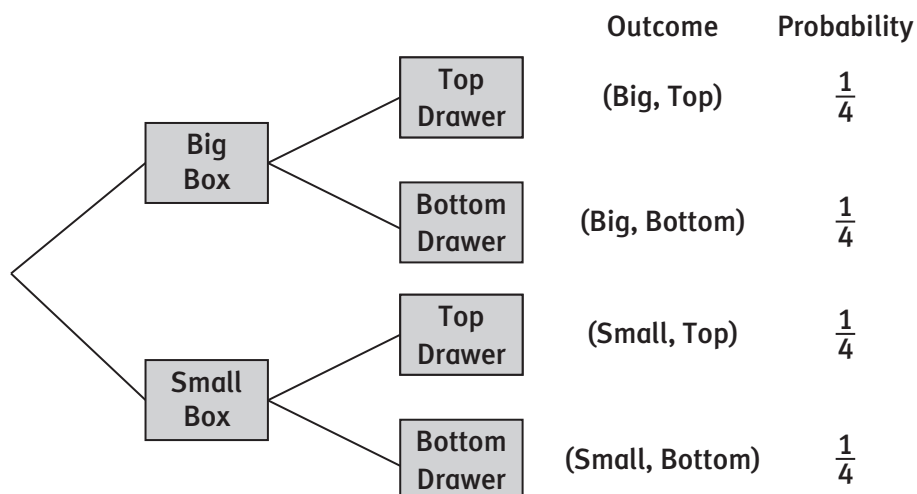 Outcome Probability
Top
Drawer
(Big, Top) 1/4
Big
Box
Bottom
Drawer
(Big, Bottom) 1/4
Top
Drawer
(Small, Top) 1/4
Small
Box
Bottom
Drawer
(Small, Bottom) 1/4